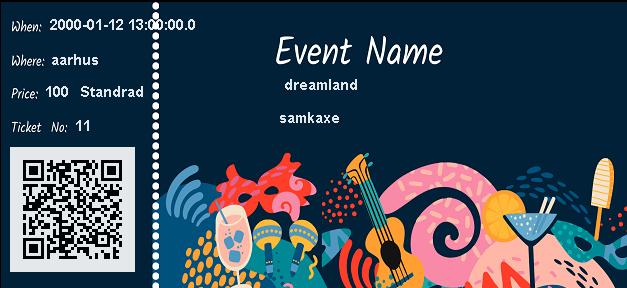 When: 2000-01-12 13:00:00.0
Where: aarhus
Price: 100 Standrad
Ticket No: 11
Event Name
dreamland
samkaxe